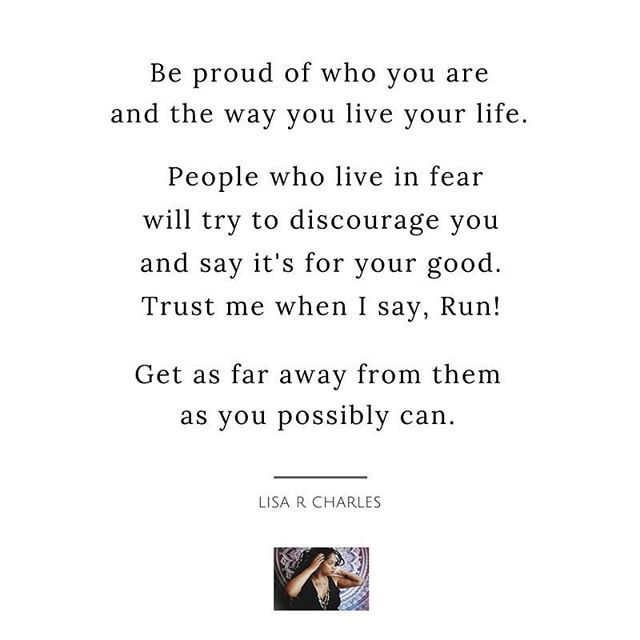 Be proud of who you are
and the way you live your life.
People who live in fear
will try to discourage you
and say it's for your good.
Trust me when I say, Run!
Get as far away from them
as you possibly can.
LISA R CHARLES